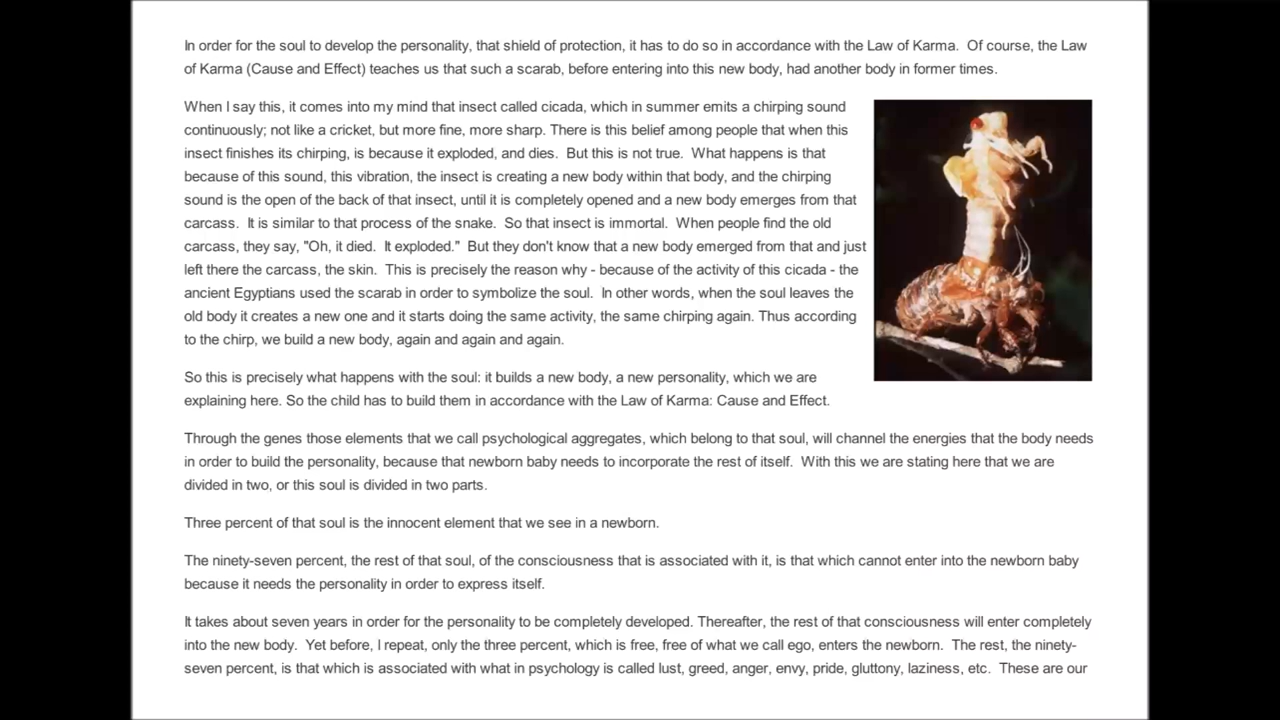 In order for the soul to develop the personality, that shield of protection, it has to do so in accordance with the Law of Karma.  Of course, the Law
of Karma (Cause and Effect) teaches us that such a scarab, before entering into this new body, had another body in former times.
When I say this, it comes into my mind that insect called cicada, which in summer emits a chirping sound
continuously; not like a cricket, but more fine, more sharp. There is this belief among people that when this
insect finishes its chirping, is because it exploded, and dies.  But this is not true.  What happens is that
because of this sound, this vibration, the insect is creating a new body within that body, and the chirping
sound is the open of the back of that insect, until it is completely opened and a new body emerges from that
carcass.  It is similar to that process of the snake.  So that insect is immortal.  When people find the old
carcass, they say, "Oh, it died.  It exploded."  But they don't know that a new body emerged from that and just
left there the carcass, the skin.  This is precisely the reason why - because of the activity of this cicada - the
ancient Egyptians used the scarab in order to symbolize the soul.  In other words, when the soul leaves the
old body it creates a new one and it starts doing the same activity, the same chirping again. Thus according
to the chirp, we build a new body, again and again and again.
So this is precisely what happens with the soul: it builds a new body, a new personality, which we are
explaining here. So the child has to build them in accordance with the Law of Karma: Cause and Effect.
Through the genes those elements that we call psychological aggregates, which belong to that soul, will channel the energies that the body needs
in order to build the personality, because that newborn baby needs to incorporate the rest of itself.  With this we are stating here that we are
divided in two, or this soul is divided in two parts.
Three percent of that soul is the innocent element that we see in a newborn.
The ninety-seven percent, the rest of that soul, of the consciousness that is associated with it, is that which cannot enter into the newborn baby
because it needs the personality in order to express itself.
It takes about seven years in order for the personality to be completely developed. Thereafter, the rest of that consciousness will enter completely
into the new body.  Yet before, I repeat, only the three percent, which is free, free of what we call ego, enters the newborn.  The rest, the ninety-
seven percent, is that which is associated with what in psychology is called lust, greed, anger, envy, pride, gluttony, laziness, etc.  These are our